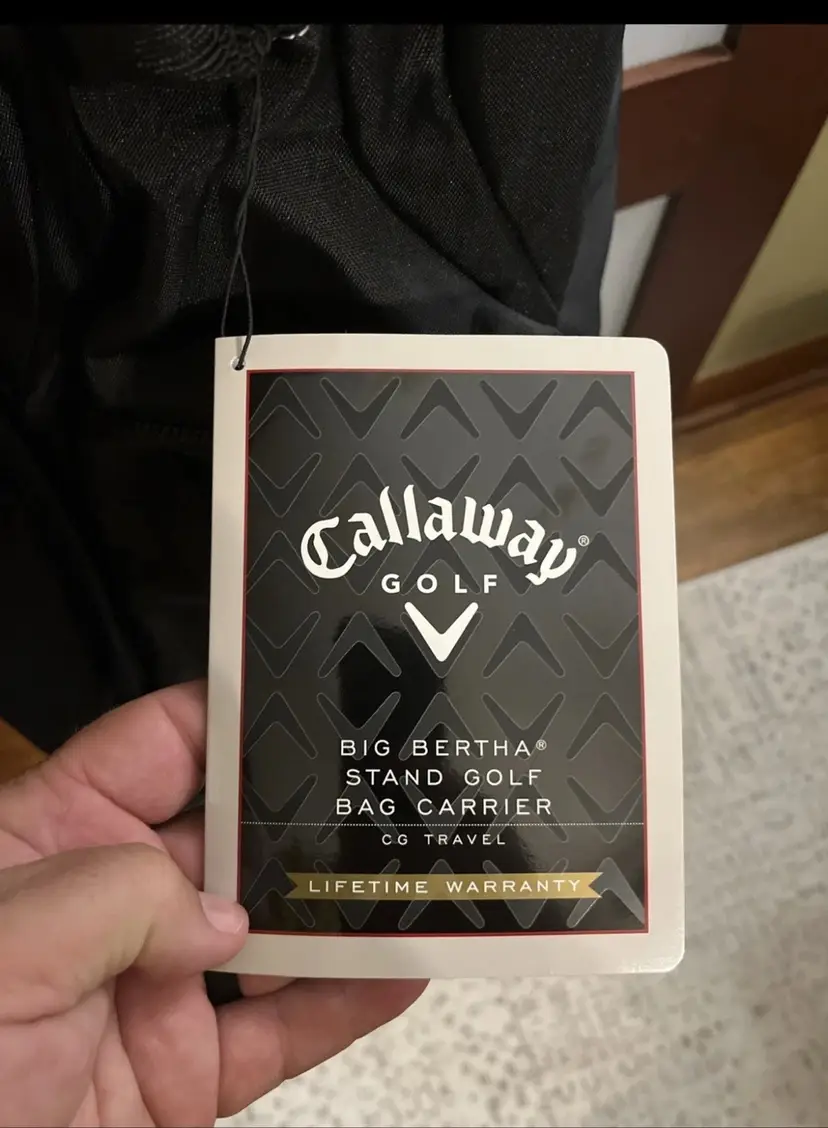 Callaway®
GOLF
BIG BERTHA®
STAND GOLF
BAG CARRIER
CG TRAVEL
LIFETIME WARRANTY